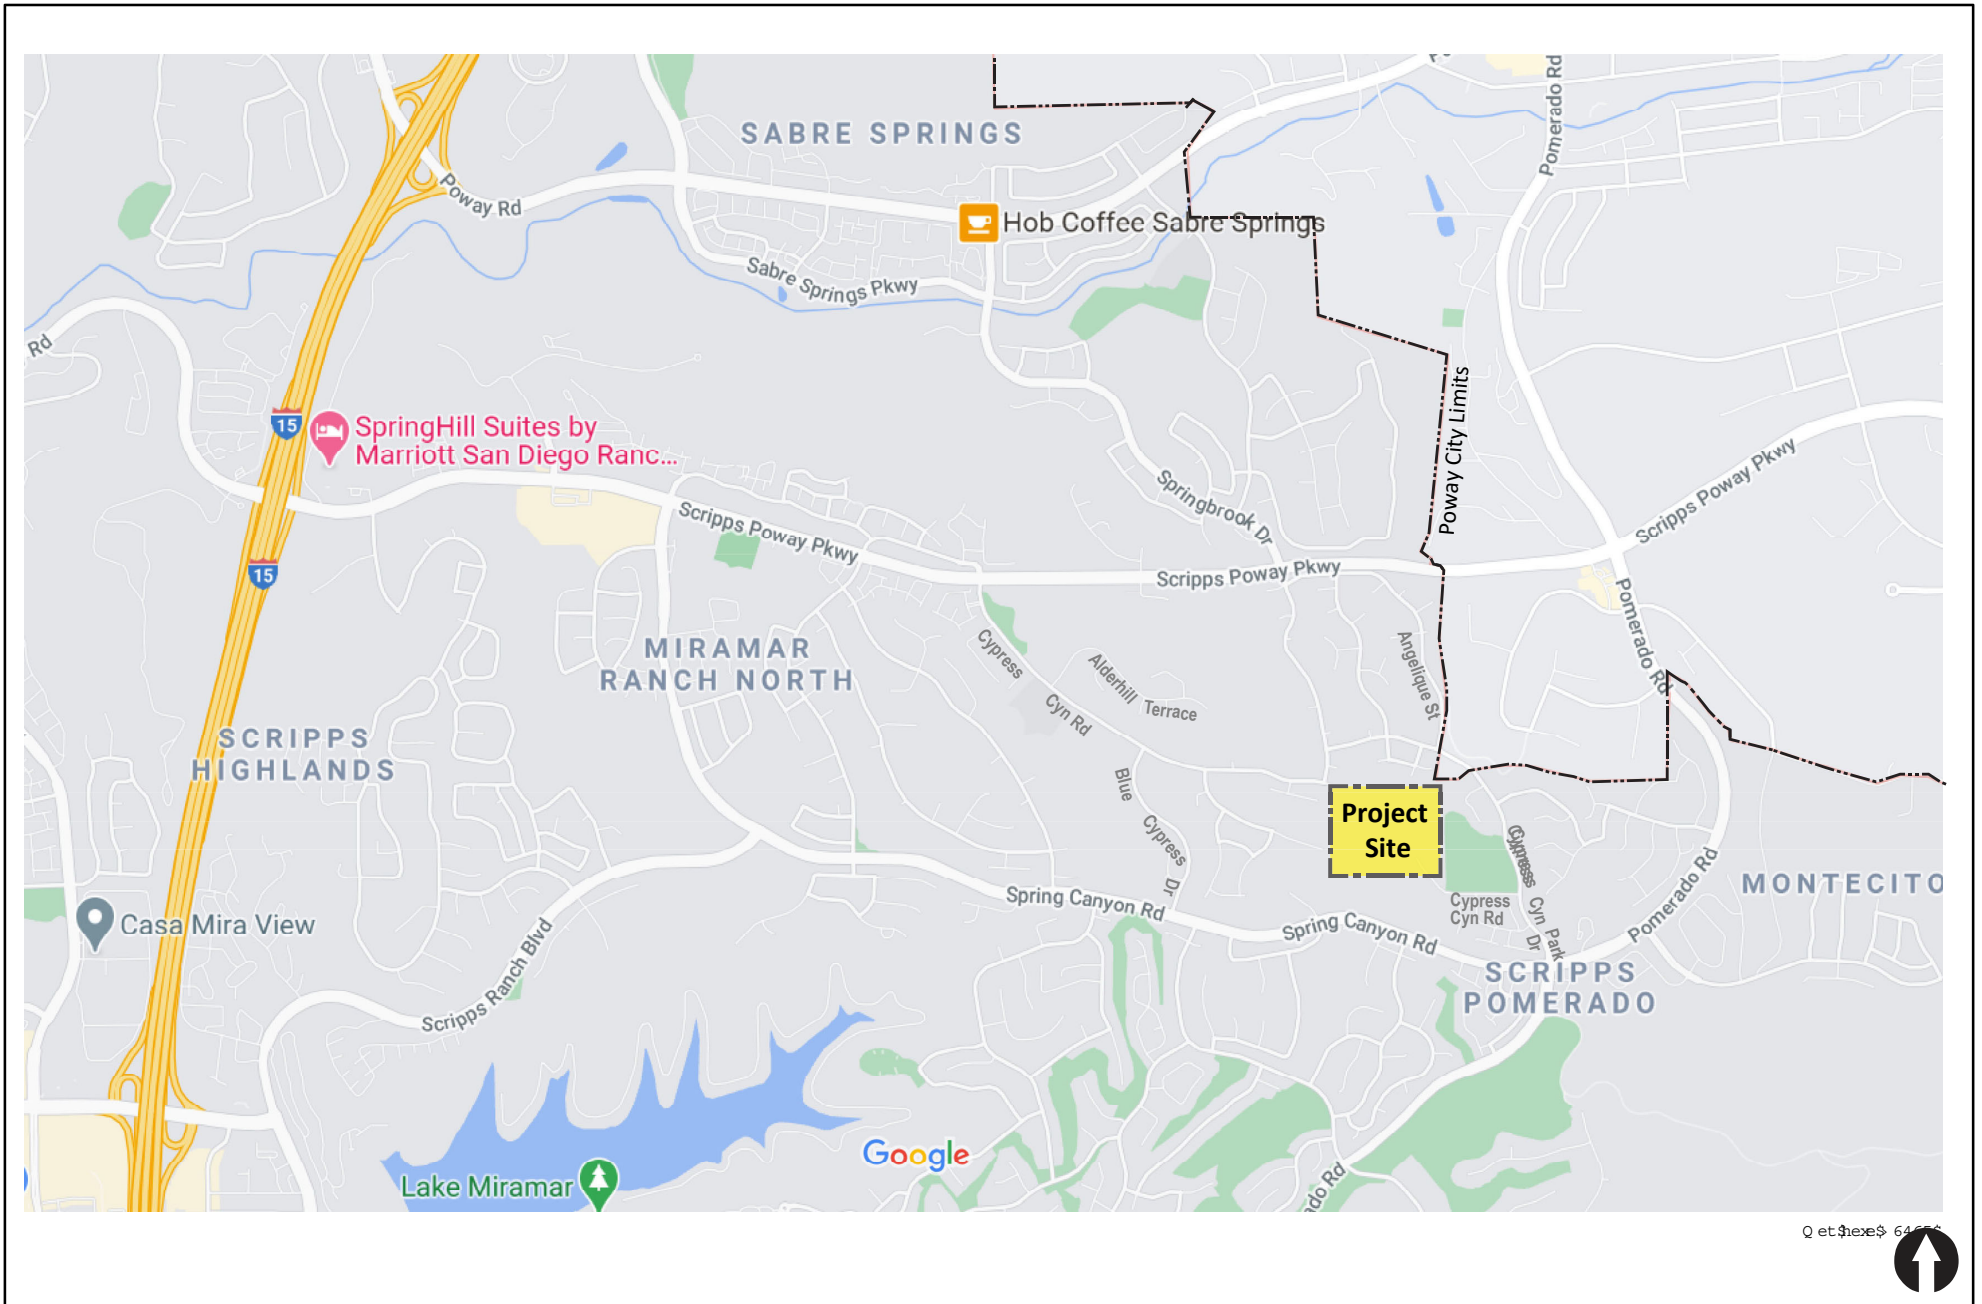 Pomerado Rd
SABRE SPRINGS
Poway Rd
Hob Coffee Sabre Springs
Sabre Springs Pkwy
Rd
Poway City Limits
15
SpringHill Suites by
Marriott San Diego Ranc...
Scripps Poway Pkwy
Springbrook Dr
Scripps Poway Pkwy
Scripps Poway Pkwy
15
Pomerado Rd
MIRAMAR
RANCH NORTH
Cypress
Cyn Rd
Alderhill
Terrace
Angelique St
SCRIPPS
HIGHLANDS
Blue
Cypress
Dr
Project
Site
Cypress
Cyn Park
Dr
Cypress
Cyn Rd
Pomerado Rd
MONTECITO
Spring Canyon Rd
Spring Canyon Rd
Casa Mira View
Scripps Ranch Blvd
SCRIPPS
POMERADO
Google
Lake Miramar
ado Rd